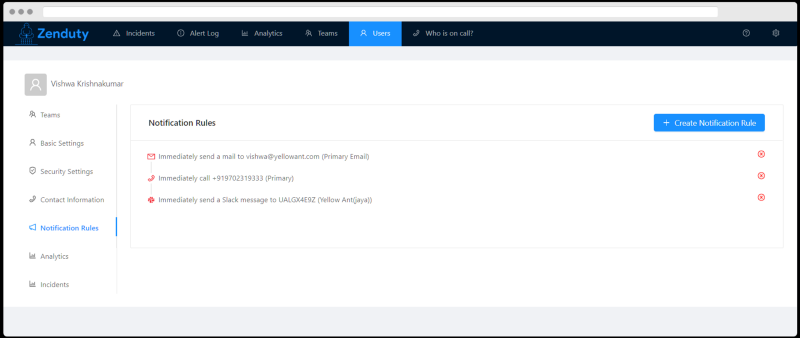 Zenduty Incidents Alert Log Analytics Teams Users Who is on call?
Vishwa Krishnakumar
Teams
Basic Settings
Security Settings
Contact Information
Notification Rules
Analytics
Incidents
Notification Rules
+ Create Notification Rule
Immediately send a mail to vishwa@yellowant.com (Primary Email)
Immediately call +919702319333 (Primary)
Immediately send a Slack message to UALGX4E9Z (Yellow Ant(jaya))